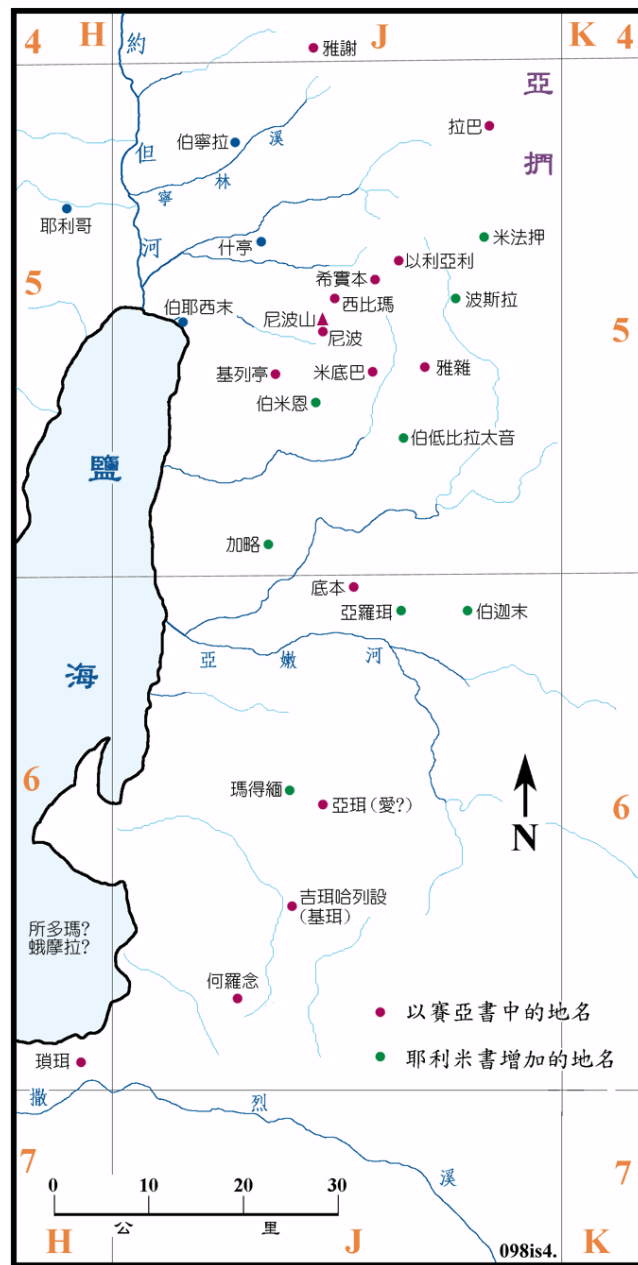 H
J
K
4
4
約
但
河
雅謝
亞
捫
拉巴
伯寧拉
寧 林 溪
耶利哥
什亭
米法押
以利亞利
5
希實本
西比瑪
波斯拉
伯耶西末
尼波山
尼波
5
基列亭
米底巴
雅雜
伯米恩
伯低比拉太音
鹽
海
加略
底本
亞羅珥
伯迦末
亞 嫩 河
6
瑪得緬
亞珥(愛?)
6
N
吉珥哈列設
(基珥)
所多瑪?
蛾摩拉?
何羅念
以賽亞書中的地名
耶利米書增加的地名
瑣珥
撒 烈 溪
7
7
0 10 20 30
公 里
H
J
K
098is4.